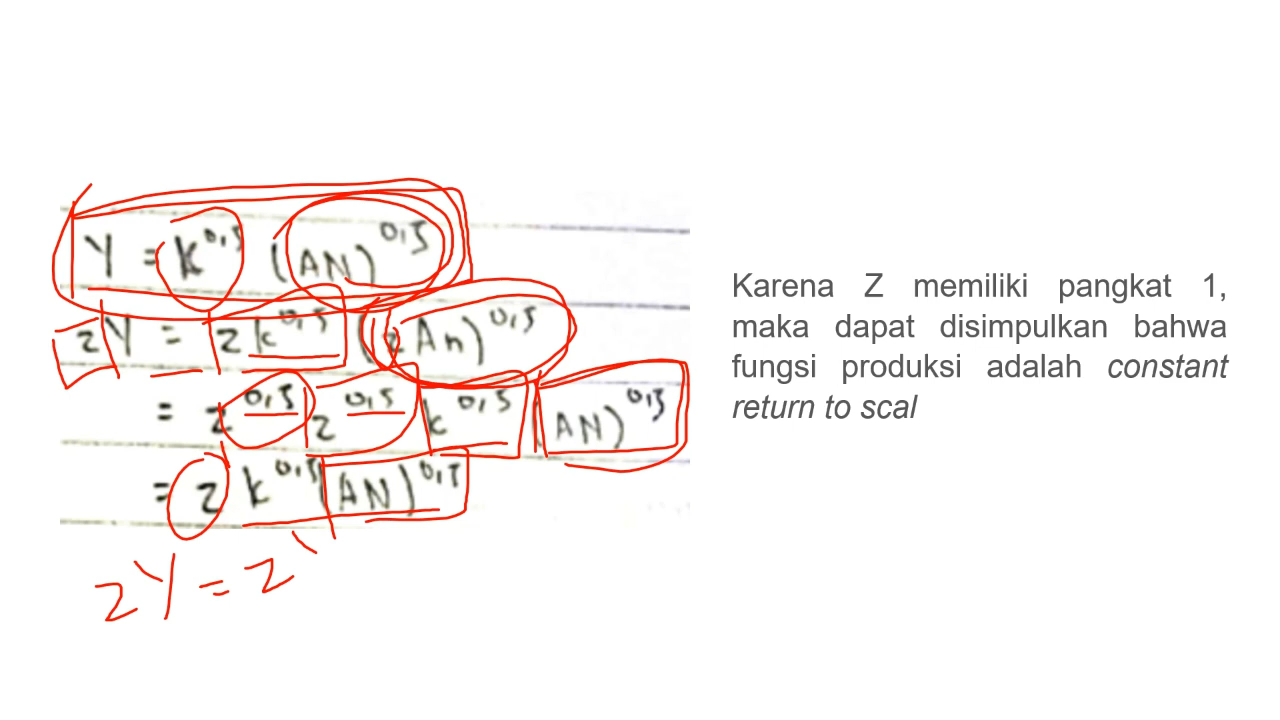 Y = K^0,5 (AN)^0,5
zY = zK^0,5 (zAn)^0,5
= z^0,5 z^0,5 K^0,5 (AN)^0,5
= z K^0,5 (AN)^0,5
zY = z
Karena Z memiliki pangkat 1,
maka dapat disimpulkan bahwa
fungsi produksi adalah constant
return to scal